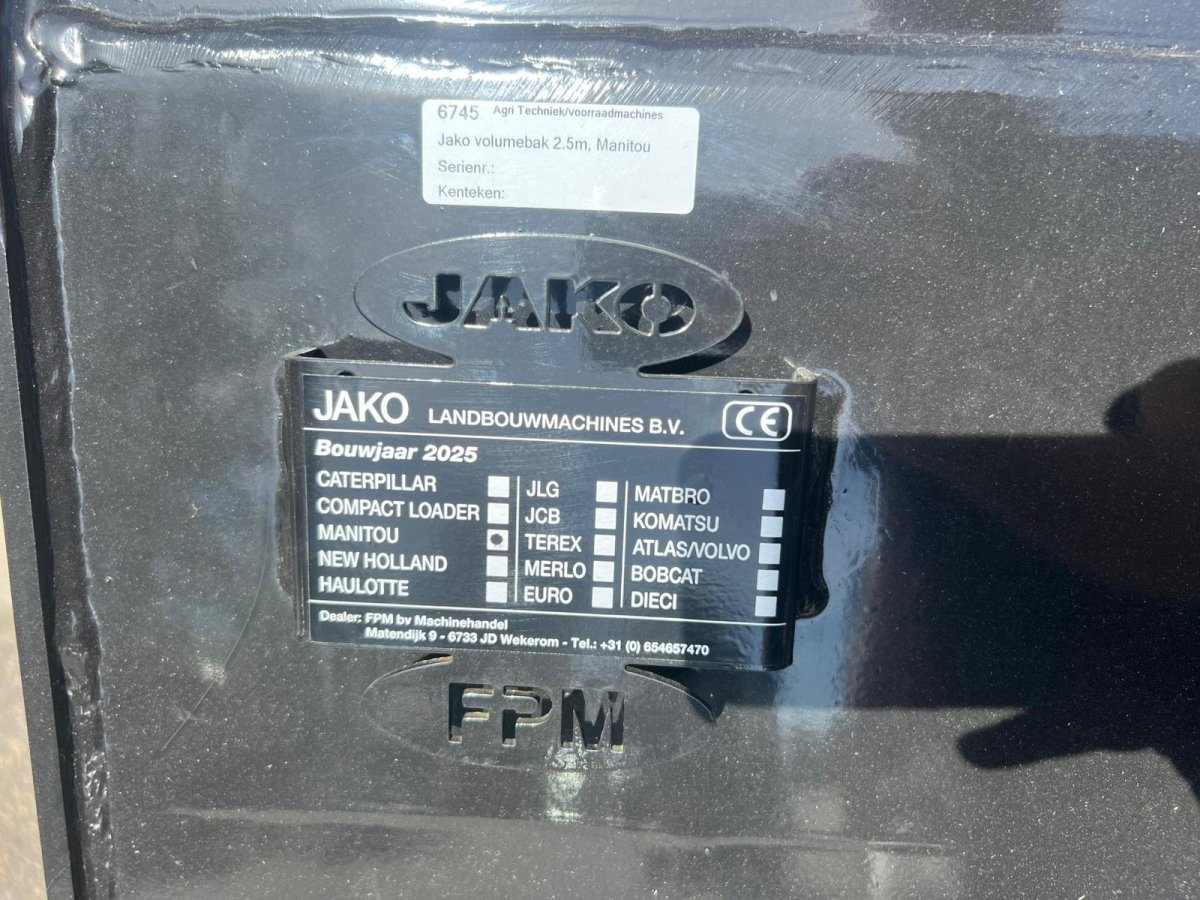 6745 Agri Techniek/voorraadmachines
Jako volumebak 2.5m, Manitou
Serienr.:
Kenteken:
JAKO
JAKO LANDBOUWMACHINES B.V. CE
Bouwjaar 2025
CATERPILLAR JLG MATBRO
COMPACT LOADER JCB KOMATSU
MANITOU TEREX ATLAS/VOLVO
NEW HOLLAND MERLO BOBCAT
HAULOTTE EURO DIECI
Dealer: FPM bv Machinehandel
Matendijk 9 - 6733 JD Wekerom - Tel.: +31 (0) 654657470
FPM